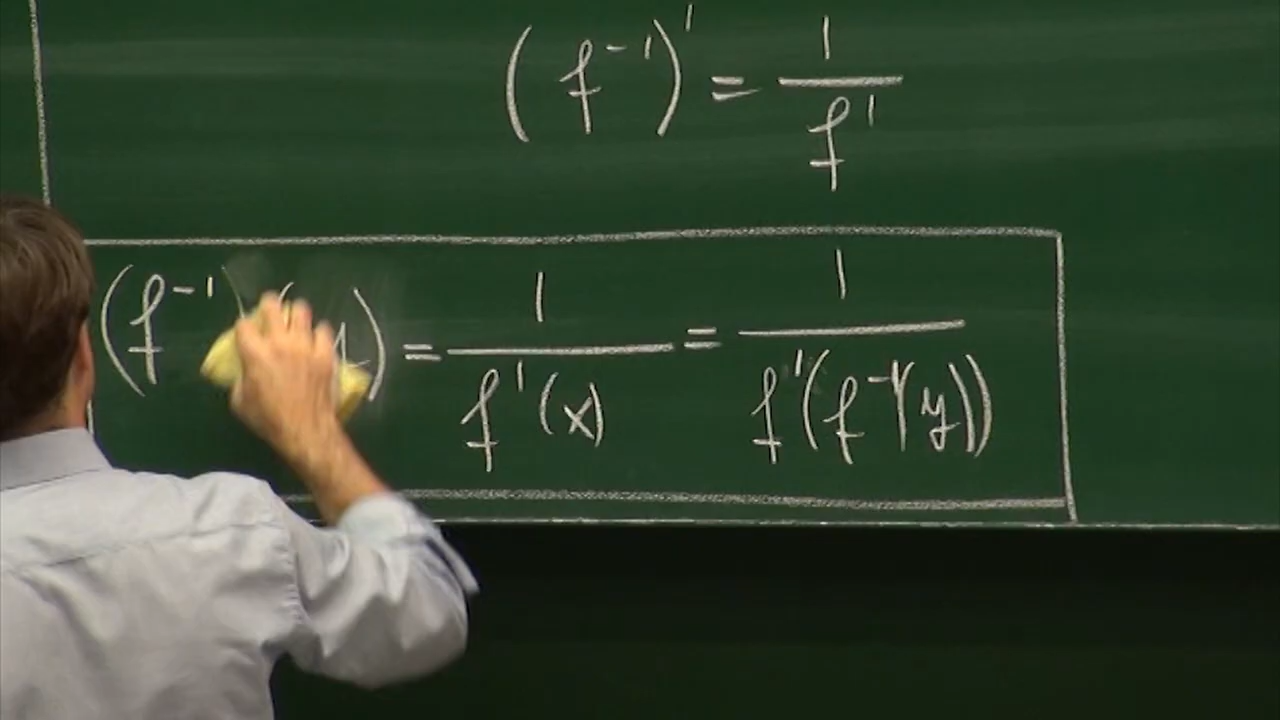 (f⁻¹)' = 1/f'
(f⁻¹) ( ) = 1/f'(x) = 1/f'(f⁻¹(y))